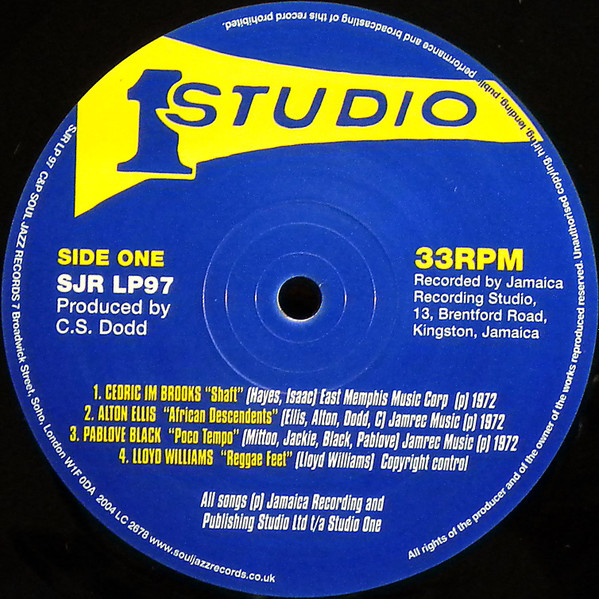 1 STUDIO
SIDE ONE
SJR LP97
Produced by
C.S. Dodd
33RPM
Recorded by Jamaica
Recording Studio,
13, Brentford Road,
Kingston, Jamaica
1. CEDRIC IM BROOKS "Shaft" (Hayes, Isaac) East Memphis Music Corp (p) 1972
2. ALTON ELLIS "African Descendents" (Ellis, Alton, Dodd, C) Jamrec Music (p) 1972
3. PABLOVE BLACK "Poco Tempo" (Mittoo, Jackie, Black, Pablove) Jamrec Music (p) 1972
4. LLOYD WILLIAMS "Reggae Feet" (Lloyd Williams) Copyright control
All songs (p) Jamaica Recording and
Publishing Studio Ltd t/a Studio One
SJR LP 97 C&P SOUL JAZZ RECORDS 7 Broadwick Street, Soho, London W1F 0DA 2004 LC 2678 www.souljazzrecords.co.uk
All rights of the producer and of the owner of the works reproduced reserved. Unauthorised copying, hiring, lending, public performance and broadcasting of this record prohibited.